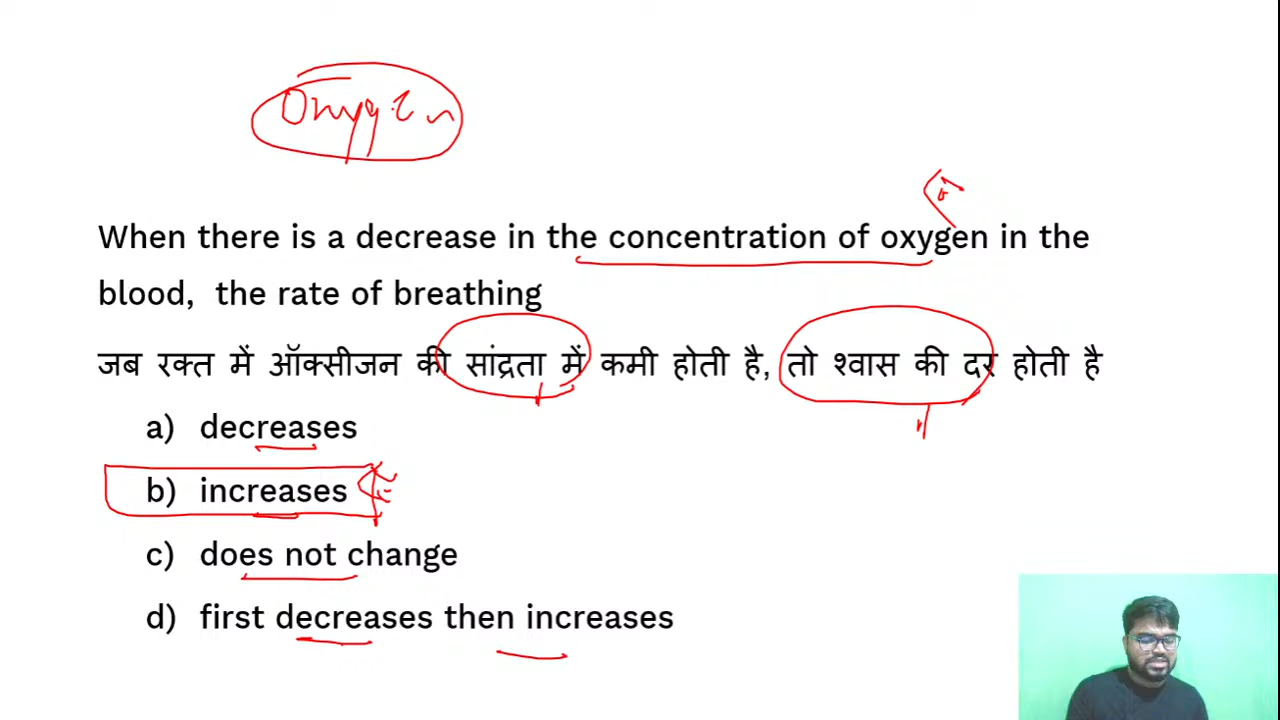 Oxygen
When there is a decrease in the concentration of oxygen in the
blood, the rate of breathing
जब रक्त में ऑक्सीजन की सांद्रता में कमी होती है, तो श्वास की दर होती है
a) decreases
b) increases
c) does not change
d) first decreases then increases